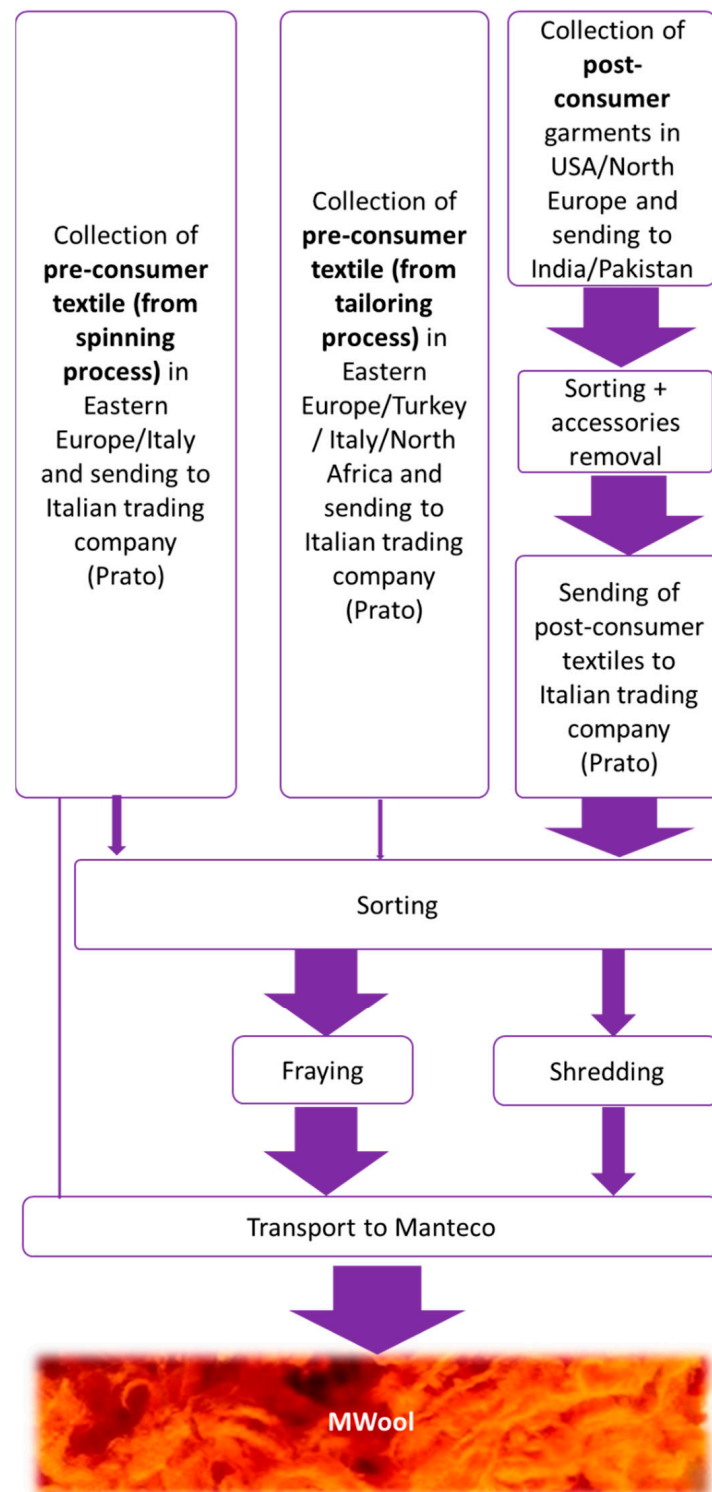 Collection of
pre-consumer
textile (from
spinning
process) in
Eastern
Europe/Italy
and sending to
Italian trading
company
(Prato)
Collection of
pre-consumer
textile (from
tailoring
process) in
Eastern
Europe/Turkey
/ Italy/North
Africa and
sending to
Italian trading
company
(Prato)
Collection of
post-
consumer
garments in
USA/North
Europe and
sending to
India/Pakistan
Sorting +
accessories
removal
Sending of
post-consumer
textiles to
Italian trading
company
(Prato)
Sorting
Fraying
Shredding
Transport to Manteco
MWool